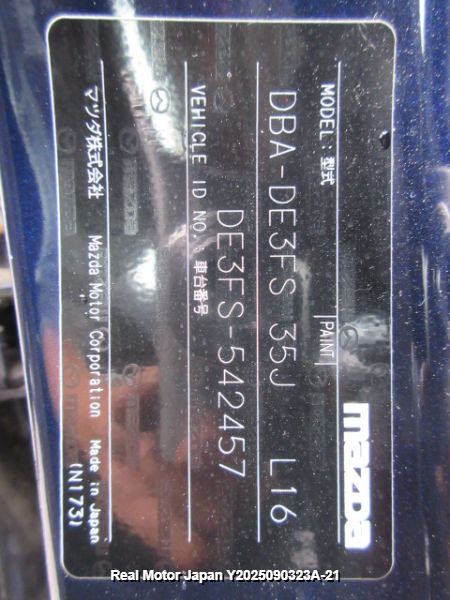 mazda
MODEL: 型式 PAINT
DBA-DE3FS 35J L16
VEHICLE ID NO.: 車台番号
DE3FS-542457
マツダ株式会社 Mazda Motor Corporation Made in Japan
(N173)
Real Motor Japan Y2025090323A-21